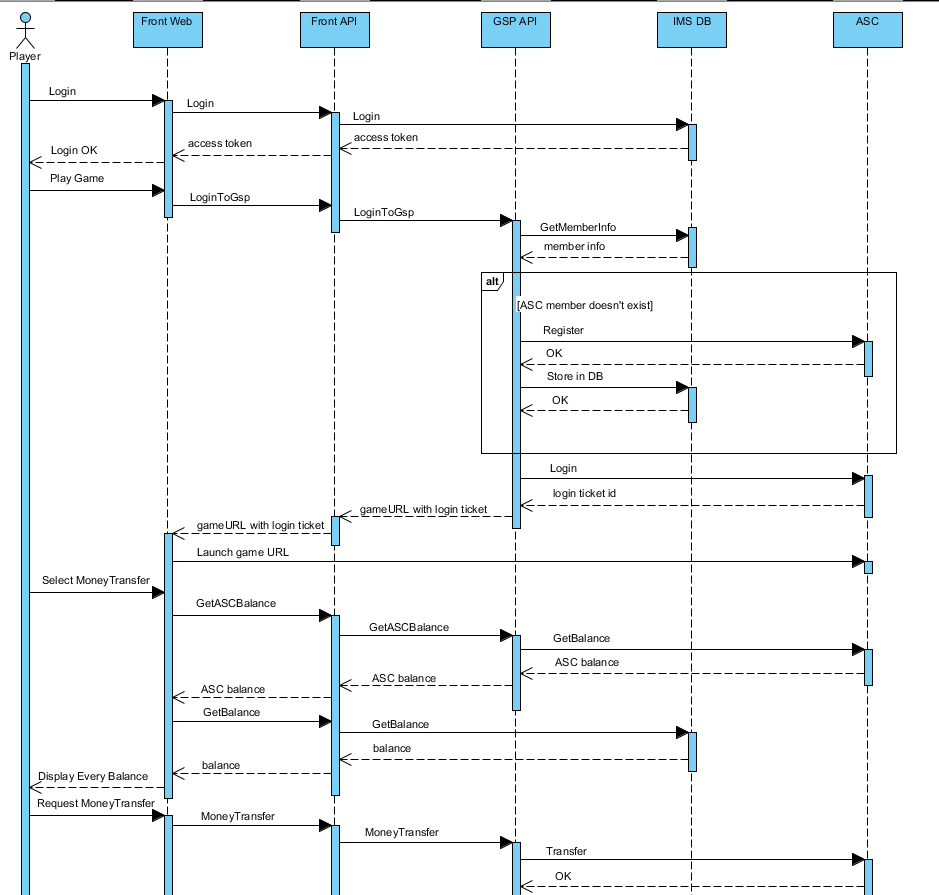 Front Web
Front API
GSP API
IMS DB
ASC
Player
Login
Login
Login
access token
access token
Login OK
Play Game
LoginToGsp
LoginToGsp
GetMemberInfo
member info
alt
[ASC member doesn't exist]
Register
OK
Store in DB
OK
Login
login ticket id
gameURL with login ticket
gameURL with login ticket
Launch game URL
Select MoneyTransfer
GetASCBalance
GetASCBalance
GetBalance
ASC balance
ASC balance
ASC balance
GetBalance
GetBalance
balance
balance
Display Every Balance
Request MoneyTransfer
MoneyTransfer
MoneyTransfer
Transfer
OK